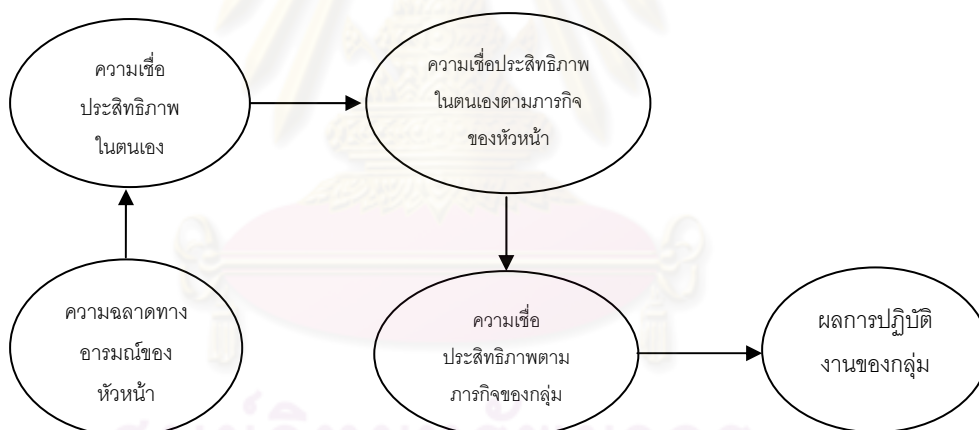 ความเชื่อ
ประสิทธิภาพ
ในตนเอง
ความเชื่อประสิทธิภาพ
ในตนเองตามภารกิจ
ของหัวหน้า
ความฉลาดทาง
อารมณ์ของ
หัวหน้า
ความเชื่อ
ประสิทธิภาพตาม
ภารกิจของกลุ่ม
ผลการปฏิบัติ
งานของกลุ่ม